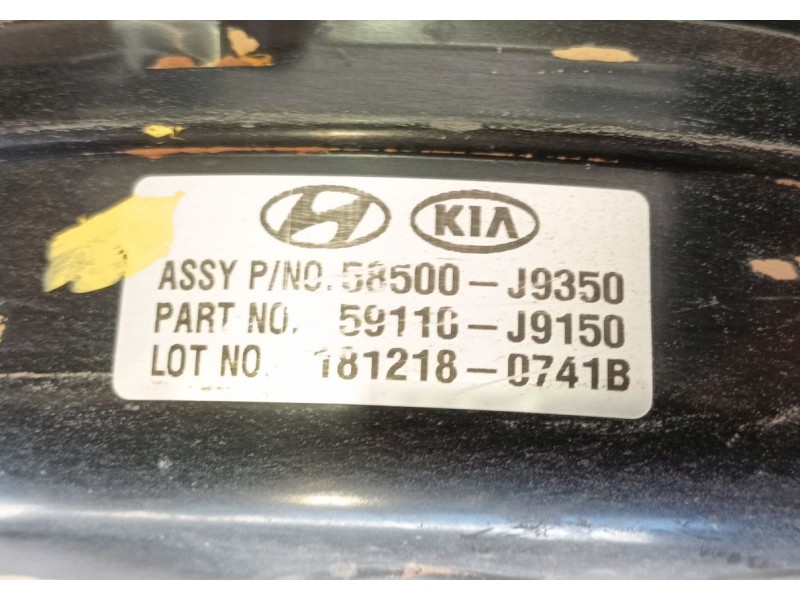 KIA
ASSY P/NO. 58500-J9350
PART NO. 59110-J9150
LOT NO. 181218-0741B